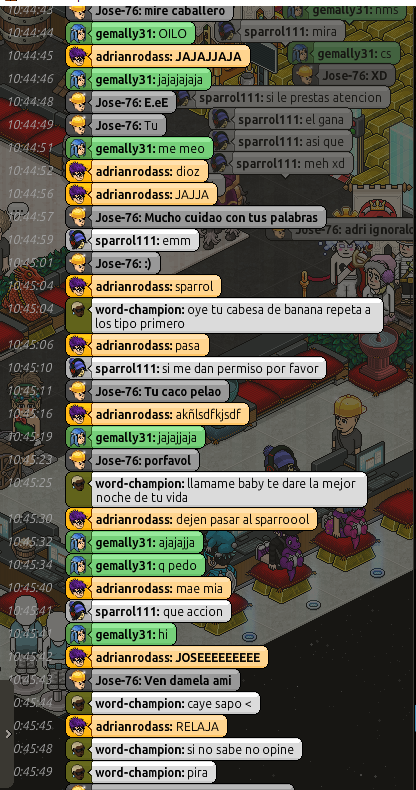 10:44:43 Jose-76: mire caballero
gemally31: hms
10:44:44 gemally31: OILO
sparrol111: mira
10:44:45 adrianrodass: JAJAJJAJA
gemally31: cs
10:44:46 gemally31: jajajajaja
Jose-76: XD
10:44:48 Jose-76: E.eE
sparrol111: si le prestas atencion
10:44:49 Jose-76: Tu
sparrol111: el gana
10:44:51 gemally31: me meo
sparrol111: asi que
10:44:52 adrianrodass: dioz
sparrol111: meh xd
10:44:56 adrianrodass: JAJJA
10:44:57 Jose-76: Mucho cuidao con tus palabras
Jose-76: adri ignoralo
10:44:59 sparrol111: emm
10:45:01 Jose-76: :)
10:45:04 adrianrodass: sparrol
10:45:04 word-champion: oye tu cabesa de banana repeta a
los tipo primero
10:45:06 adrianrodass: pasa
10:45:10 sparrol111: si me dan permiso por favor
10:45:11 Jose-76: Tu caco pelao
10:45:16 adrianrodass: akñlsdfkjsdf
10:45:19 gemally31: jajajjaja
10:45:23 Jose-76: porfavol
10:45:25 word-champion: llamame baby te dare la mejor
noche de tu vida
10:45:30 adrianrodass: dejen pasar al sparroool
10:45:32 gemally31: ajajajja
10:45:34 gemally31: q pedo
10:45:40 adrianrodass: mae mia
10:45:41 sparrol111: que accion
10:45:41 gemally31: hi
10:45:42 adrianrodass: JOSEEEEEEEEE
10:45:43 Jose-76: Ven damela ami
0:45:44 word-champion: caye sapo <
0:45:45 adrianrodass: RELAJA
0:45:48 word-champion: si no sabe no opine
0:45:49 word-champion: pira